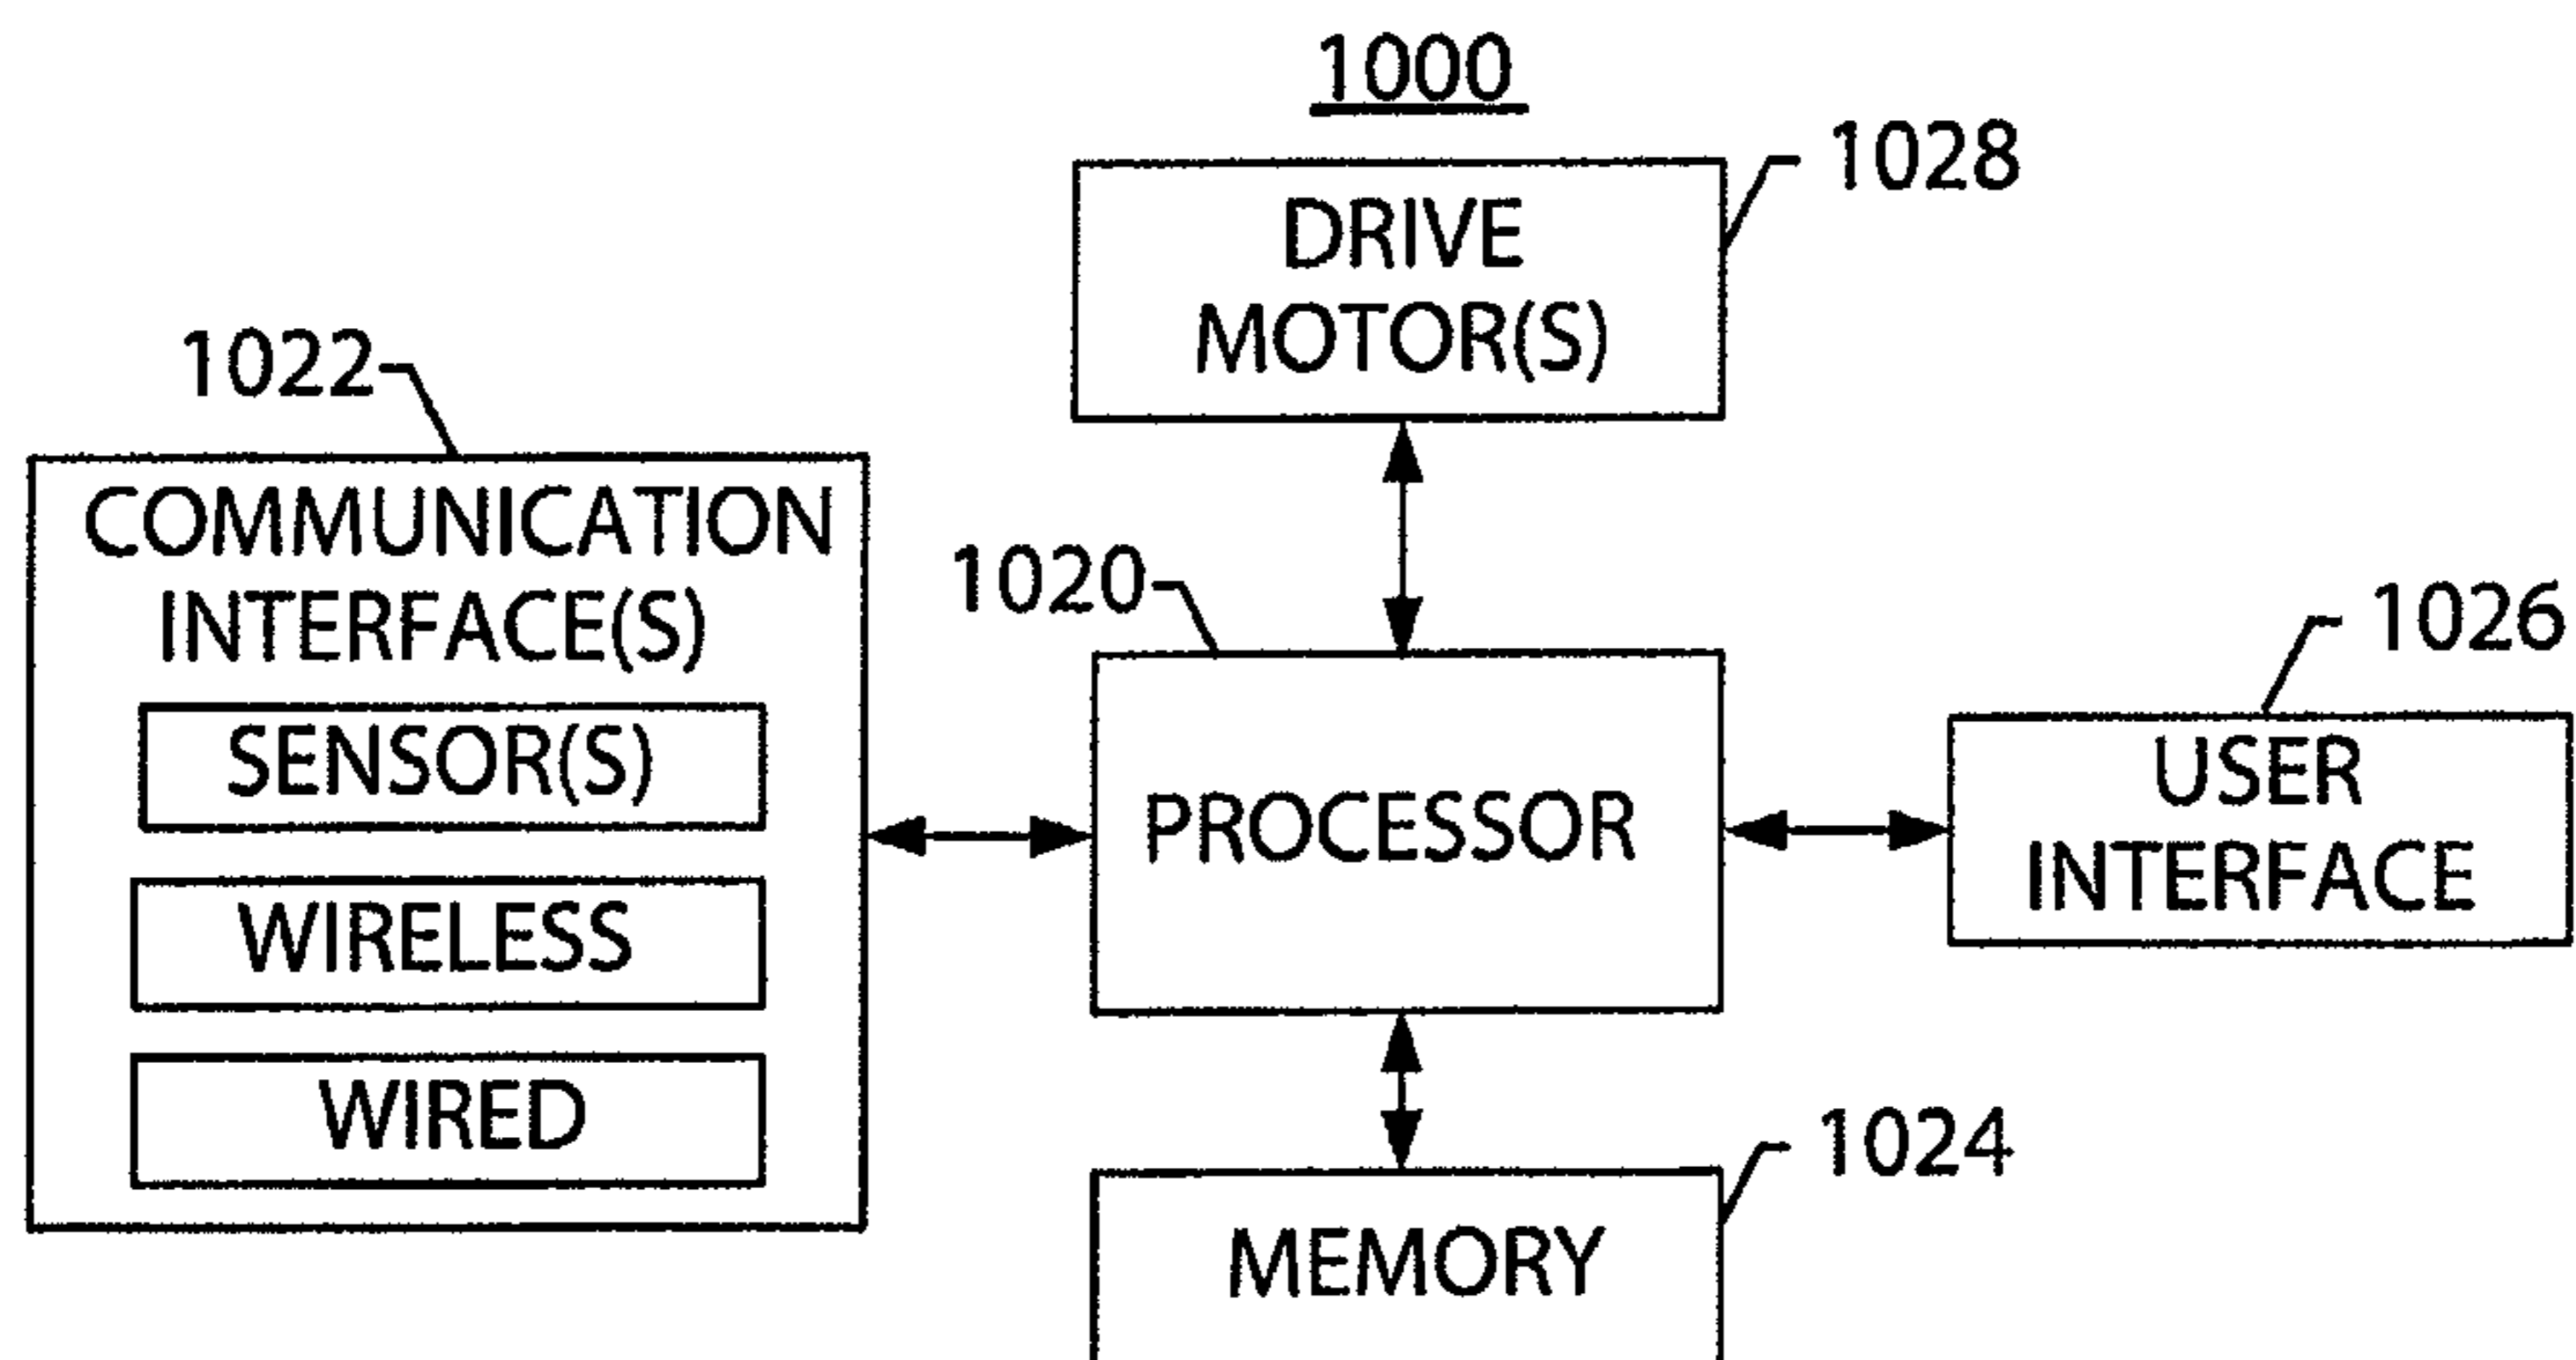 1000
1028
DRIVE
MOTOR(S)
1022
COMMUNICATION
INTERFACE(S)
SENSOR(S)
WIRELESS
WIRED
1020
PROCESSOR
1026
USER
INTERFACE
1024
MEMORY